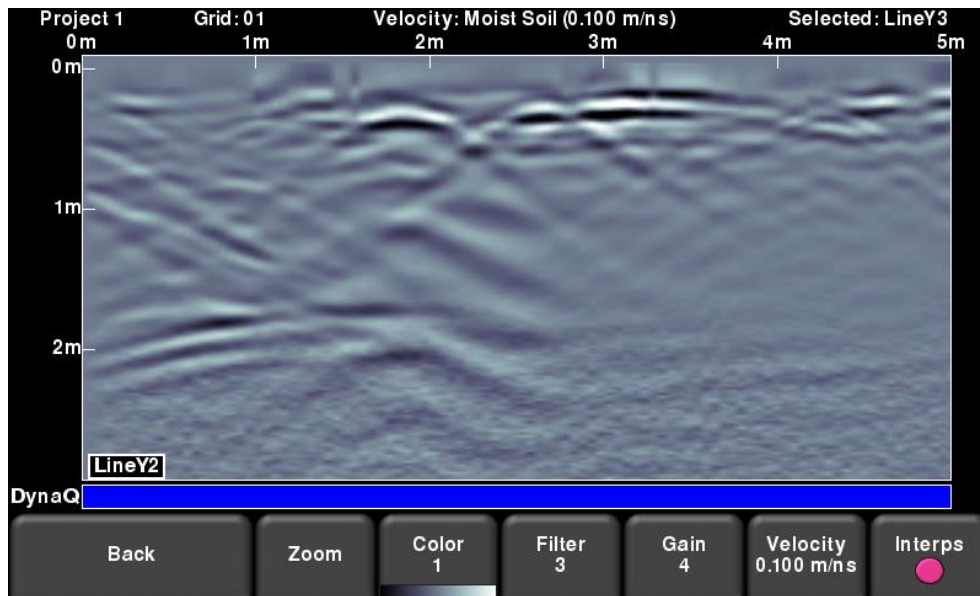 Project 1 Grid: 01 Velocity: Moist Soil (0.100 m/ns) Selected: LineY3
0m 1m 2m 3m 4m 5m
0m
1m
2m
LineY2
DynaQ
Back Zoom Color 1 Filter 3 Gain 4 Velocity 0.100 m/ns Interps